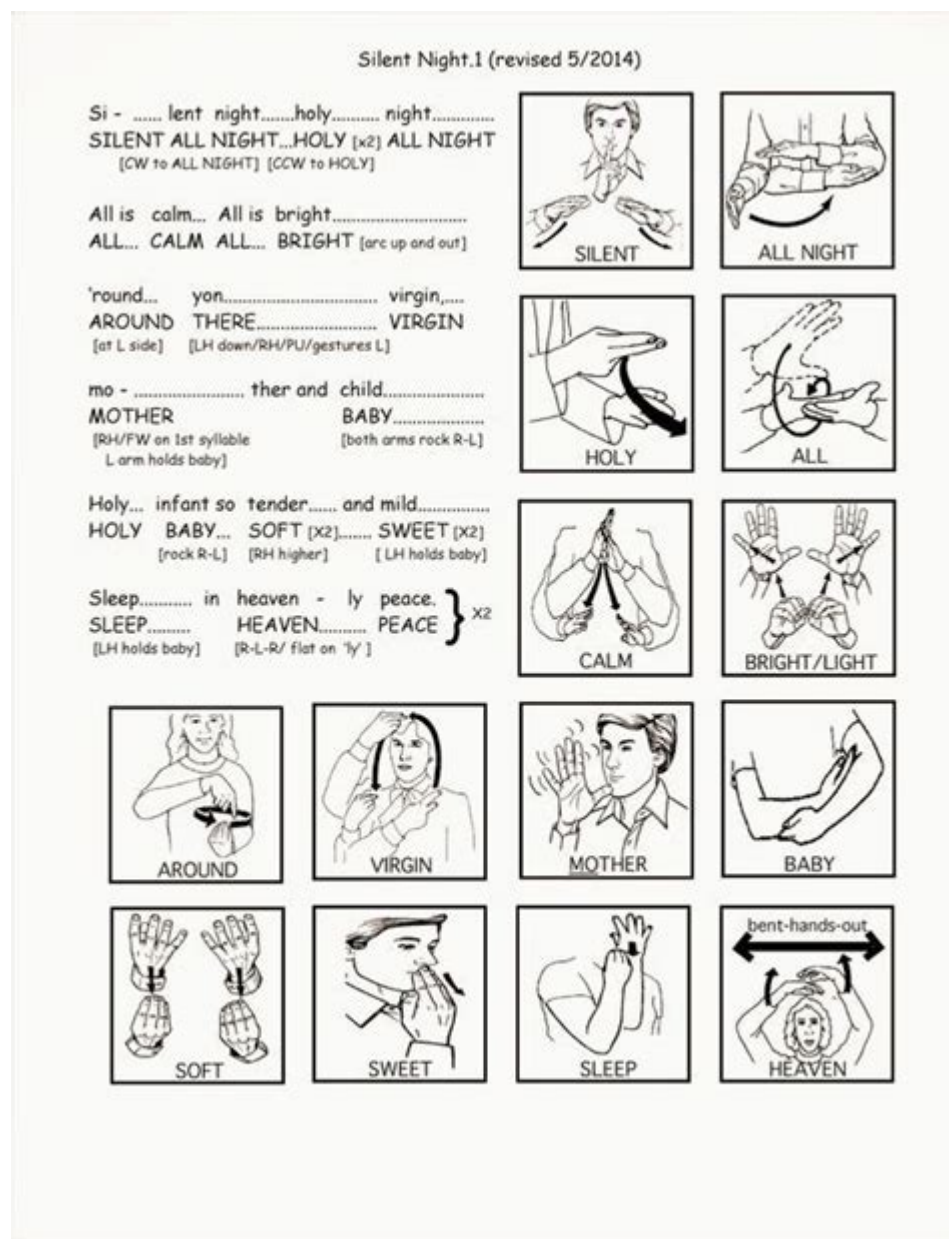 Silent Night.1 (revised 5/2014)
Si - ...... lent night.......holy.......... night.............
SILENT ALL NIGHT...HOLY [x2] ALL NIGHT
[CW to ALL NIGHT] [CCW to HOLY]
All is calm... All is bright............................
ALL... CALM ALL... BRIGHT [arc up and out]
'round... yon................................ virgin,....
AROUND THERE......................... VIRGIN
[at L side] [LH down/RH/PU/gestures L]
mo - ....................... ther and child.....................
MOTHER BABY......................
[RH/FW on 1st syllable [both arms rock R-L]
L arm holds baby]
Holy... infant so tender...... and mild...............
HOLY BABY... SOFT [X2]....... SWEET [X2]
[rock R-L] [RH higher] [ LH holds baby]
Sleep........... in heaven - ly peace.
SLEEP......... HEAVEN.......... PEACE } X2
[LH holds baby] [R-L-R/ flat on 'ly' ]
SILENT
ALL NIGHT
HOLY
ALL
CALM
BRIGHT/LIGHT
AROUND
VIRGIN
MOTHER
BABY
SOFT
SWEET
SLEEP
bent-hands-out
HEAVEN